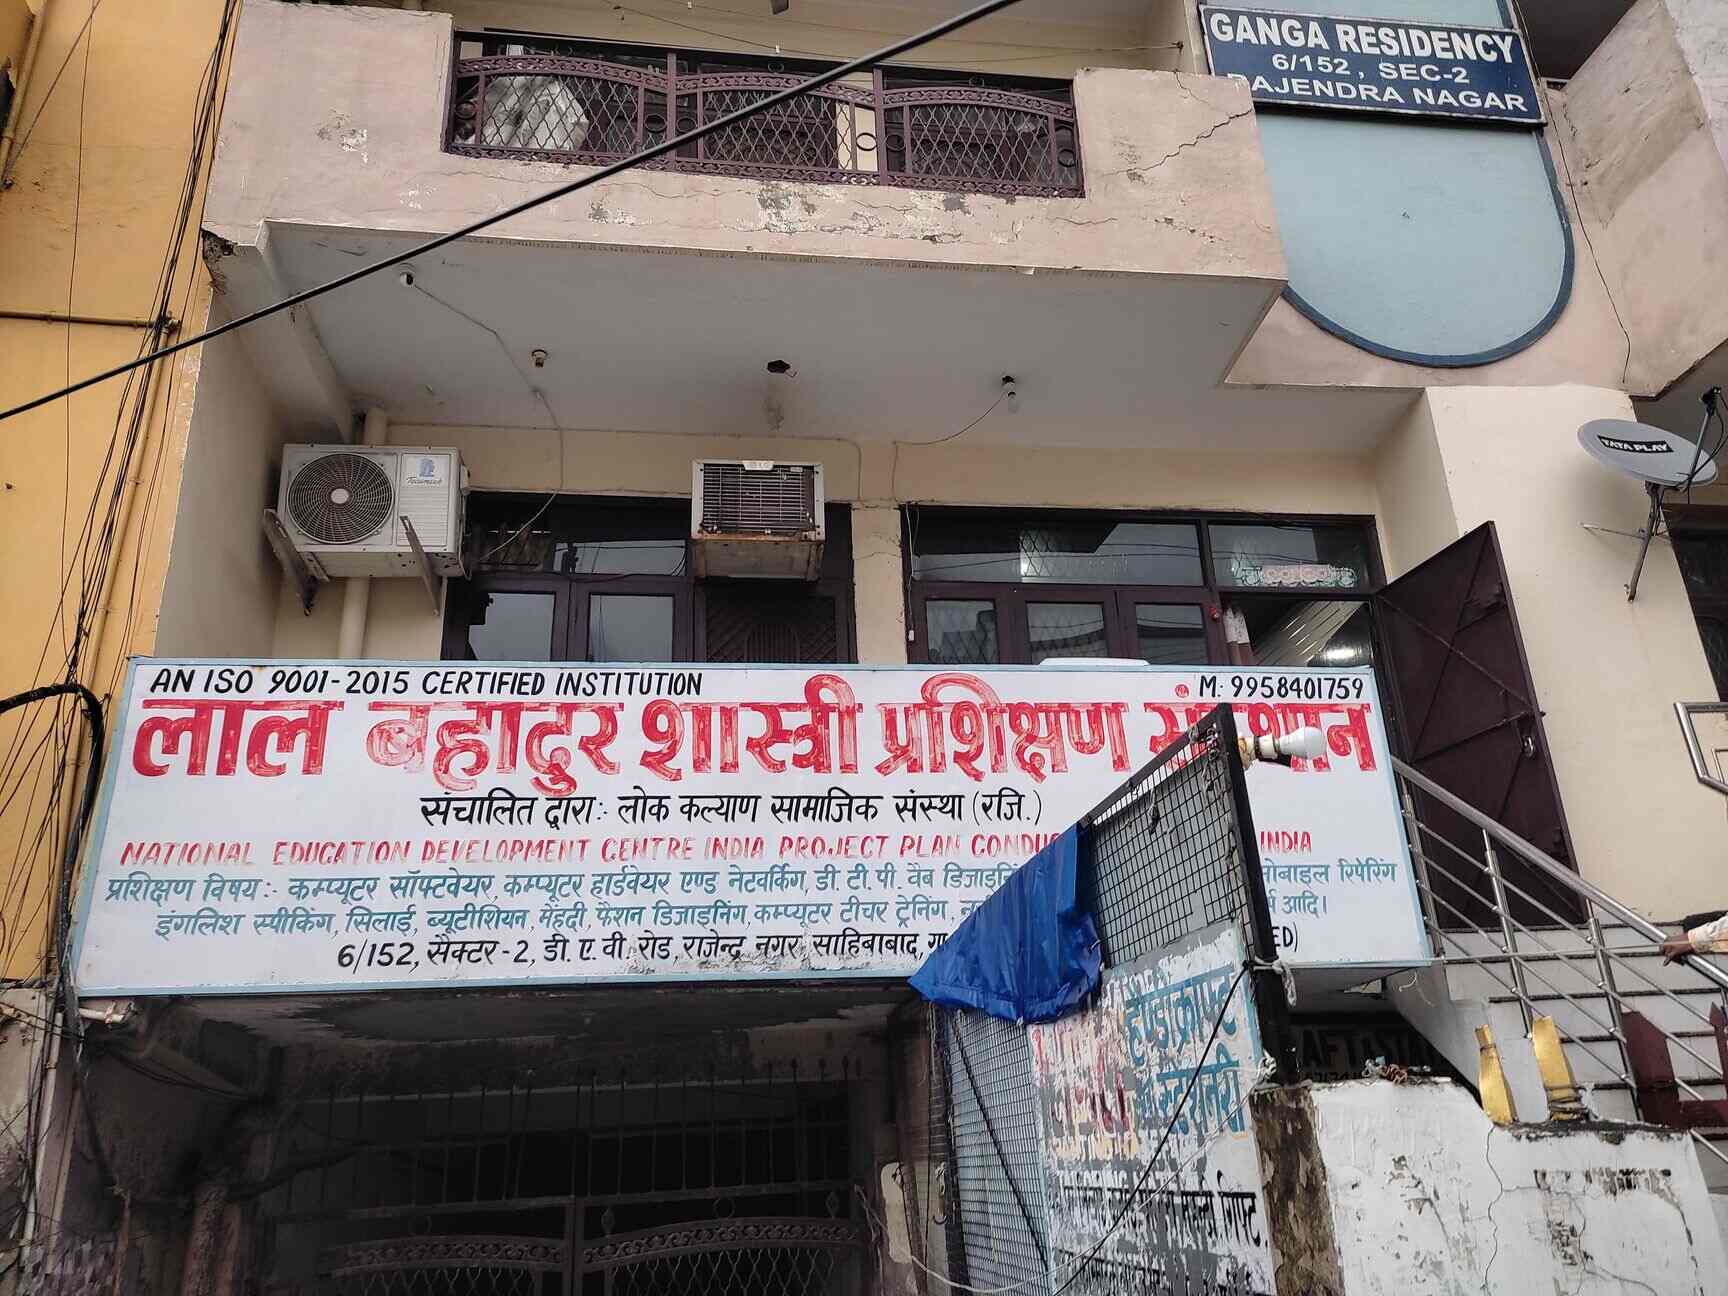 GANGA RESIDENCY
6/152, SEC-2
RAJENDRA NAGAR
TATA PLAY
AN ISO 9001-2015 CERTIFIED INSTITUTION
M: 9958401759
लाल बहादुर शास्त्री प्रशिक्षण संस्थान
संचालित द्वारा:- लोक कल्याण सामाजिक संस्था (रजि.)
NATIONAL EDUCATION DEVELOPMENT CENTRE INDIA PROJECT PLAN INDIA
प्रशिक्षण विषय:- कम्प्यूटर सॉफ्टवेयर, कम्प्यूटर हार्डवेयर एण्ड नेटवर्किंग, डी. टी. पी. वैब डिजाइनिंग मोबाइल रिपेरिंग
इंगलिश स्पीकिंग, सिलाई, ब्यूटीशियन, मेंहदी, फैशन डिजाइनिंग, कम्प्यूटर टीचर ट्रेनिंग, आदि।
6/152, सैक्टर-2, डी. ए. वी. रोड, राजेन्द्र नगर, साहिबाबाद,
हैण्डीक्राफ्ट
स्टेशनरी